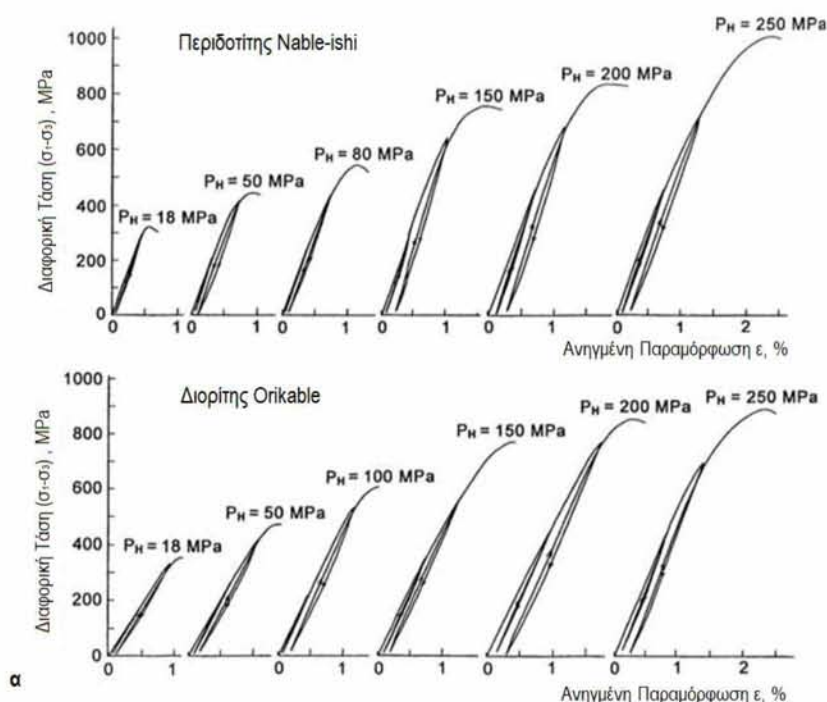 Περιδοτίτης Nable-ishi
Διαφορική Τάση (σ₁-σ₃) , MPa
1000
800
600
400
200
0
P_H = 18 MPa
P_H = 50 MPa
P_H = 80 MPa
P_H = 150 MPa
P_H = 200 MPa
P_H = 250 MPa
0 1 0 1 0 1 0 1 0 1 0 1 2
Ανηγμένη Παραμόρφωση ε, %
Διορίτης Orikable
Διαφορική Τάση (σ₁-σ₃) , MPa
1000
800
600
400
200
0
P_H = 18 MPa
P_H = 50 MPa
P_H = 100 MPa
P_H = 150 MPa
P_H = 200 MPa
P_H = 250 MPa
0 1 0 1 0 1 0 1 0 1 0 1 2
Ανηγμένη Παραμόρφωση ε, %
α